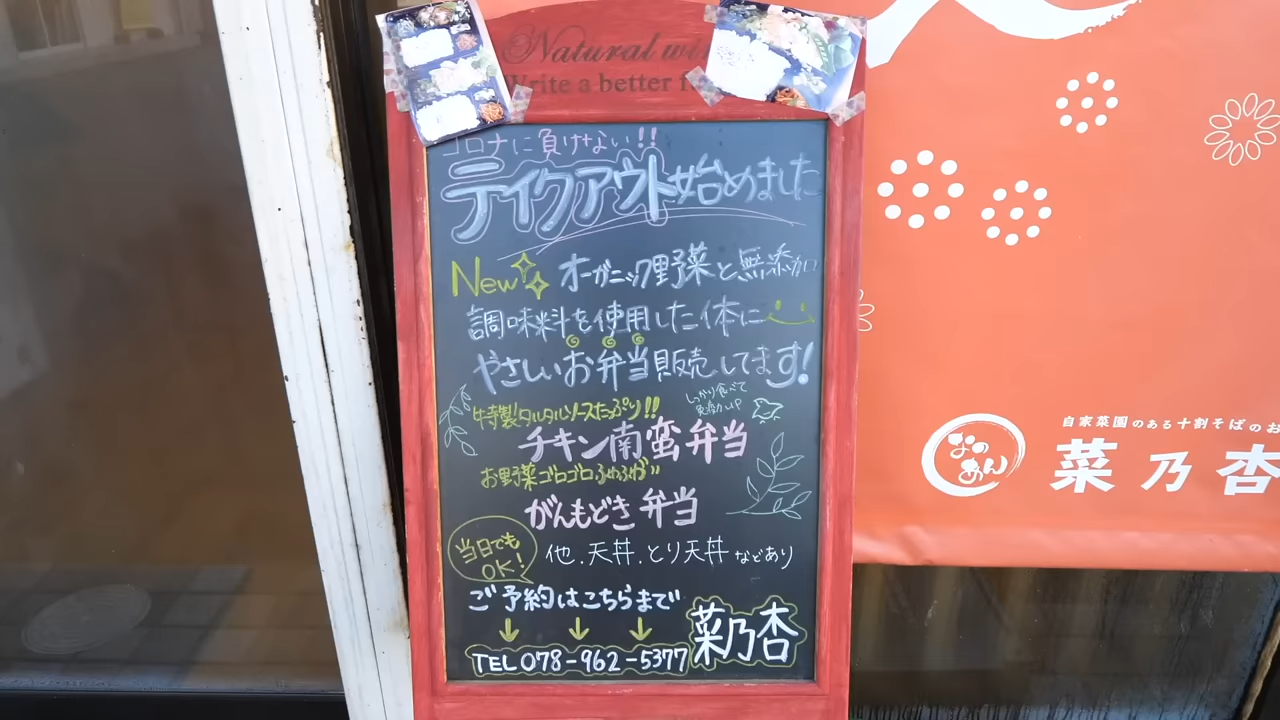 Natural wi
Write a better f
コロナに負けない!!
テイクアウト始めました
New オーガニック野菜と無添加
調味料を使用した体に
やさしいお弁当販売してます!
しっかり食べて
免疫力UP
特製!タルタルソースたっぷり!!
チキン南蛮弁当
お野菜ゴロゴロふわふわ
がんもどき弁当
当日でも
OK!
他.天丼.とり天丼などあり
ご予約はこちらまで
菜乃杏
TEL078-962-5377
自家菜園のある十割そばのお
なの
あん
菜乃杏